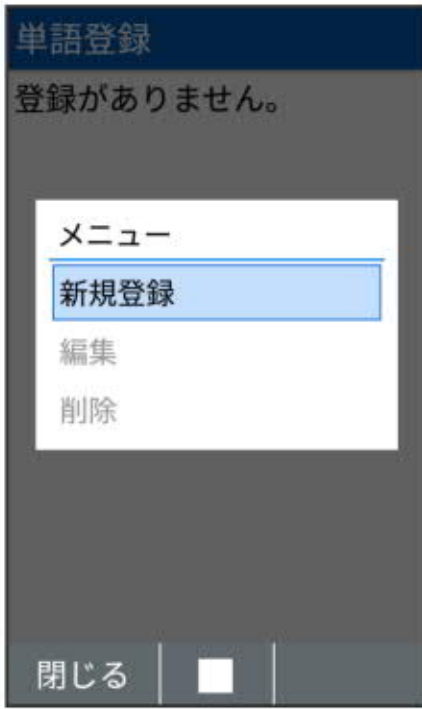 単語登録
登録がありません。
メニュー
新規登録
編集
削除
閉じる